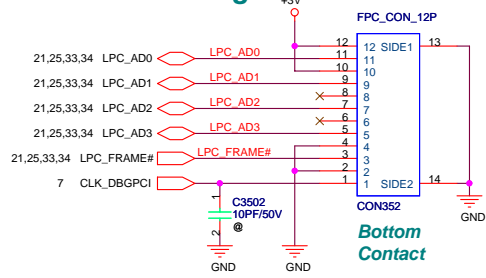 +3V
FPC_CON_12P
12 12 SIDE1 13
21,25,33,34 LPC_AD0 LPC_AD0 11 11
10 10
21,25,33,34 LPC_AD1 LPC_AD1 9 9
8 8
21,25,33,34 LPC_AD2 LPC_AD2 7 7
6 6
21,25,33,34 LPC_AD3 LPC_AD3 5 5
4 4
21,25,33,34 LPC_FRAME# LPC_FRAME# 3 3
2 2
7 CLK_DBGPCI 1 1 SIDE2 14
1 C3502 CON352
10PF/50V
@
2
GND
Bottom
Contact
GND GND